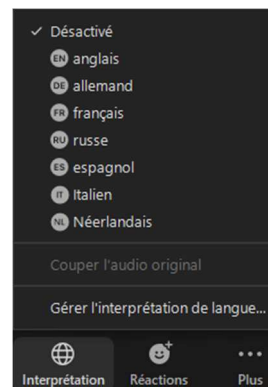 ✓ Désactivé
EN anglais
DE allemand
FR français
RU russe
ES espagnol
IT Italien
NL Néerlandais
Couper l'audio original
Gérer l'interprétation de langue...
Interprétation Réactions Plus